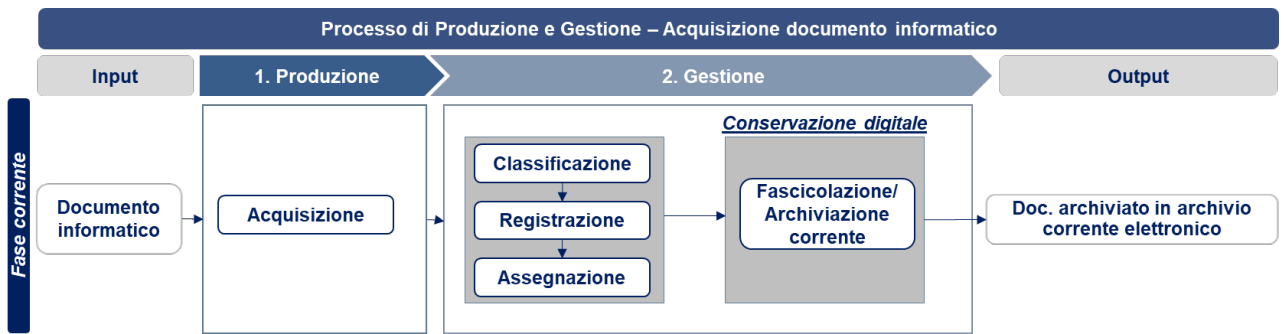 Processo di Produzione e Gestione – Acquisizione documento informatico
Input
1. Produzione
2. Gestione
Output
Fase corrente
Documento
informatico
Acquisizione
Classificazione
Registrazione
Assegnazione
Conservazione digitale
Fascicolazione/
Archiviazione
corrente
Doc. archiviato in archivio
corrente elettronico